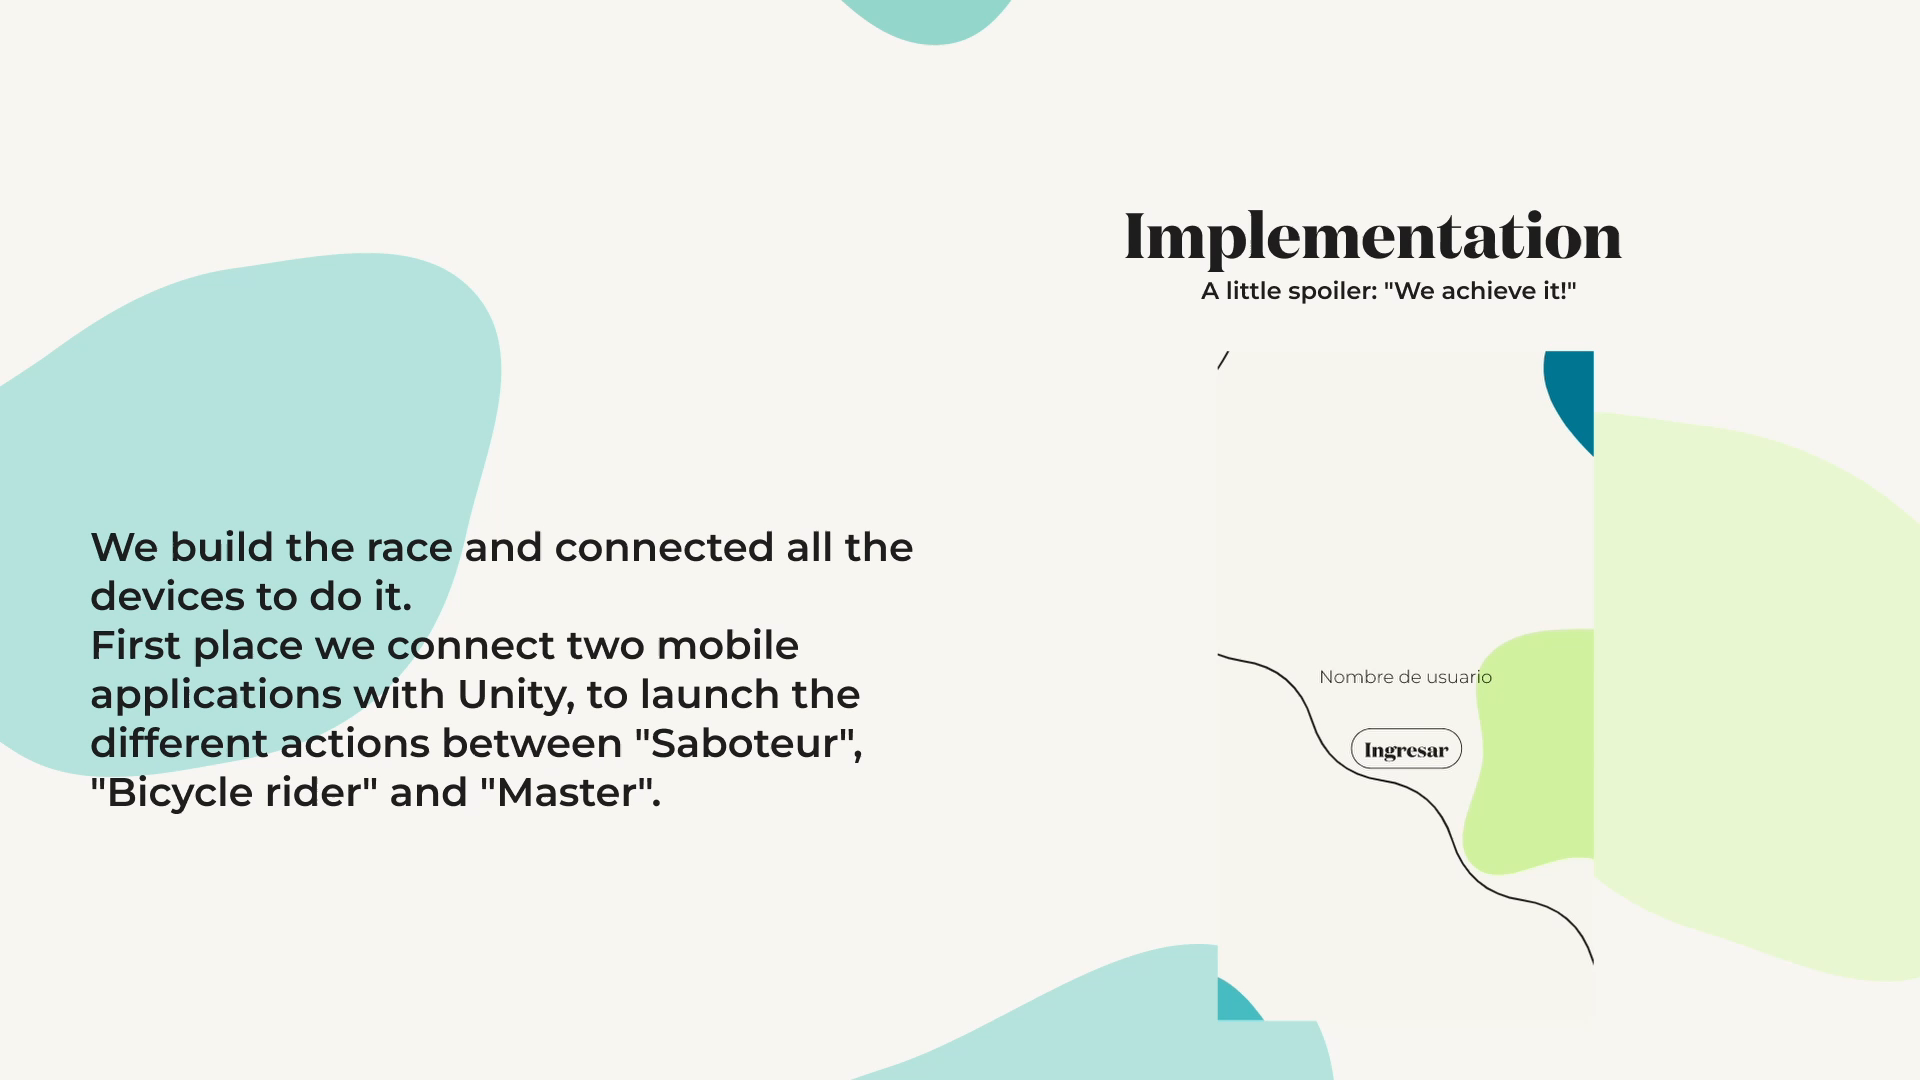 Implementation
A little spoiler: "We achieve it!"
We build the race and connected all the
devices to do it.
First place we connect two mobile
applications with Unity, to launch the
different actions between "Saboteur",
"Bicycle rider" and "Master".
Nombre de usuario
Ingresar